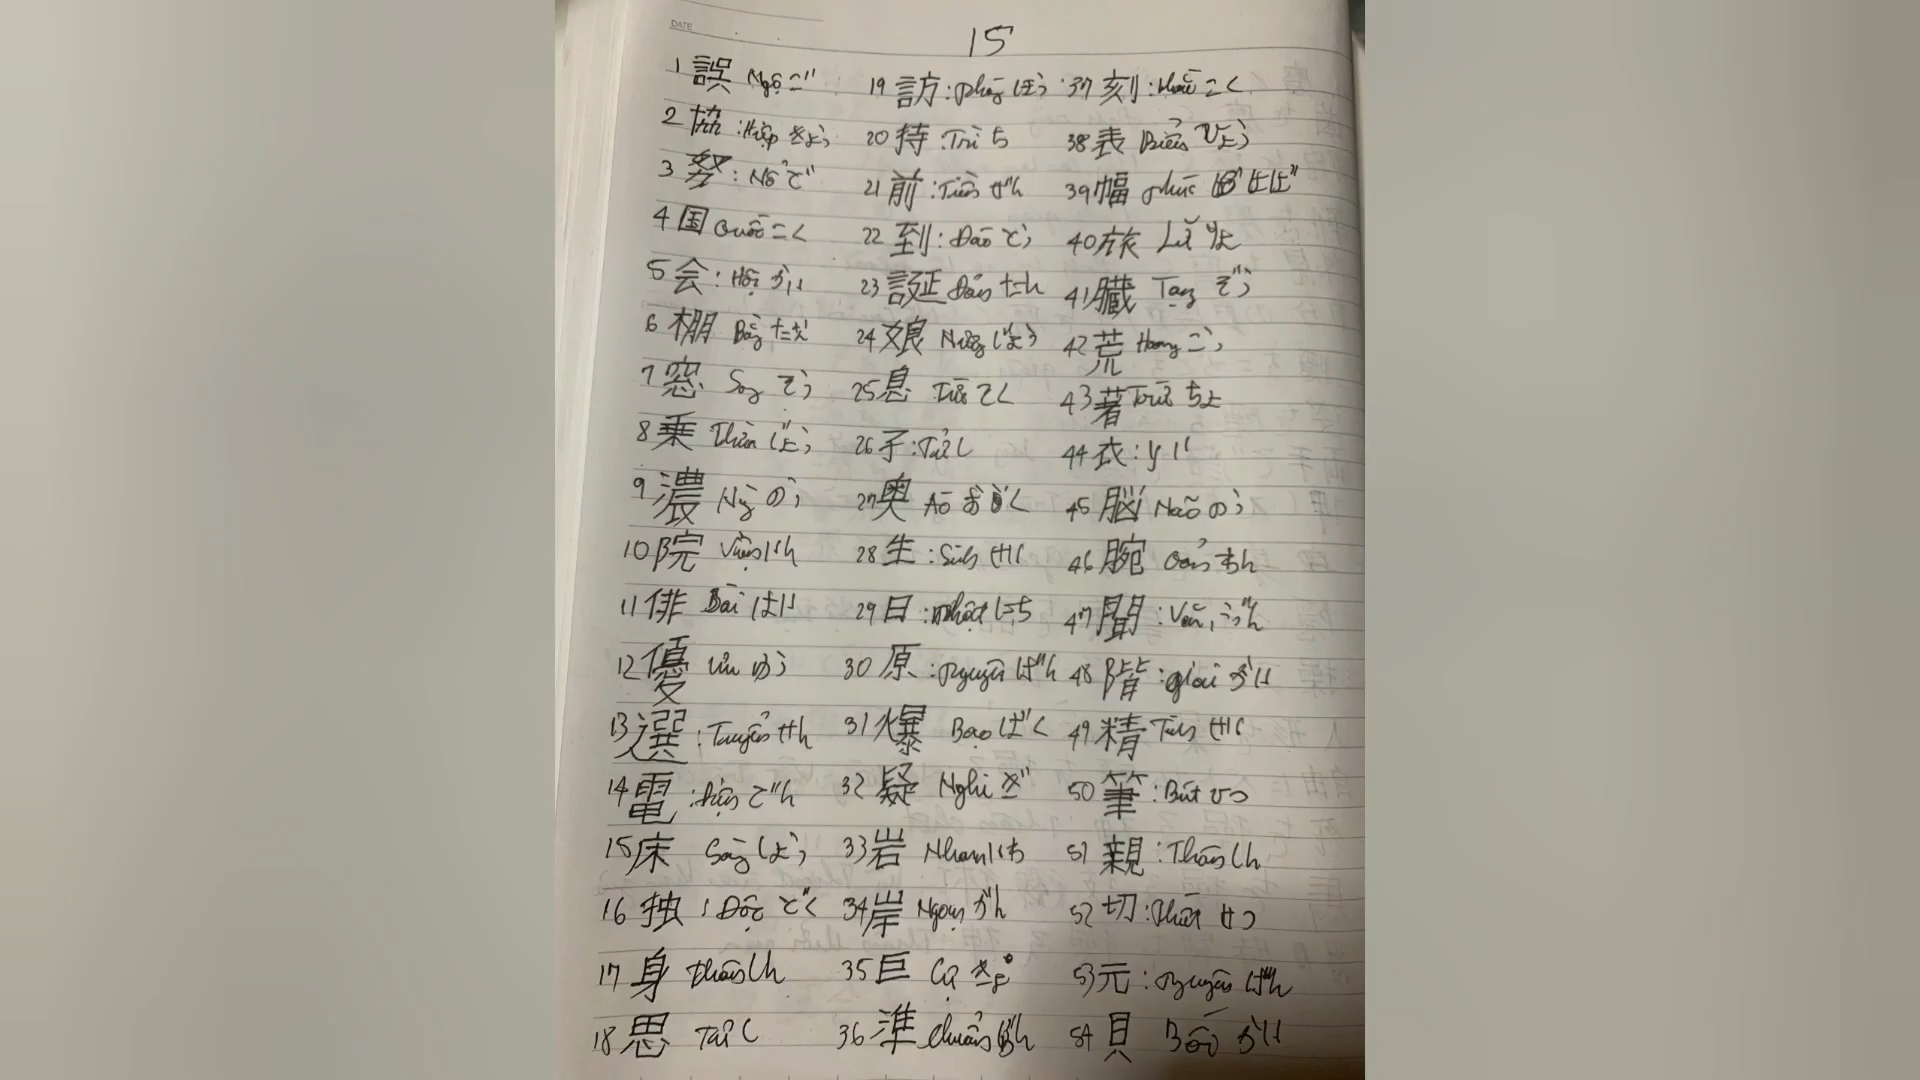 DATE
15
1 誤 Ngộ ご
2 協 : Hiệp きょう
3 努 : Nỗ ど
4 国 Quốc こく
5 会 : Hội かい
6 棚 Bằng たな
7 窓 Song そう
8 乗 Thừa じょう
9 濃 Nùng のう
10 院 Viện いん
11 俳 Bài はい
12 優 Ưu ゆう
13 選 : Tuyển せん
14 電 : Điện でん
15 床 Sàng しょう
16 独 : Độc どく
17 身 Thân しん
18 思 Tư し
19 訪 : Phỏng ほう
20 持 : Trì ち
21 前 : Tiền ぜん
22 到 : Đáo とう
23 誕 Đản たん
24 娘 Nương じょう
25 息 Tức そく
26 子 : Tử し
27 奥 Áo おく
28 生 : Sinh せい
29 日 : Nhật にち
30 原 : Nguyên げん
31 爆 Bạo ばく
32 疑 Nghi ぎ
33 岩 Nham いわ
34 岸 Ngạn がん
35 巨 Cự きょ
36 準 Chuẩn じゅん
37 刻 : Khắc こく
38 表 Biểu ひょう
39 幅 Phúc はば
40 旅 Lữ りょ
41 臓 Tạng ぞう
42 荒 Hoang こう
43 著 Trứ ちょ
44 衣 : Y い
45 脳 Não のう
46 腕 Oản わん
47 聞 : Văn ぶん
48 階 : Giai かい
49 精 Tinh せい
50 筆 : Bút ひつ
51 親 : Thân しん
52 切 : Thiết せつ
53 元 : Nguyên げん
54 貝 Bối かい